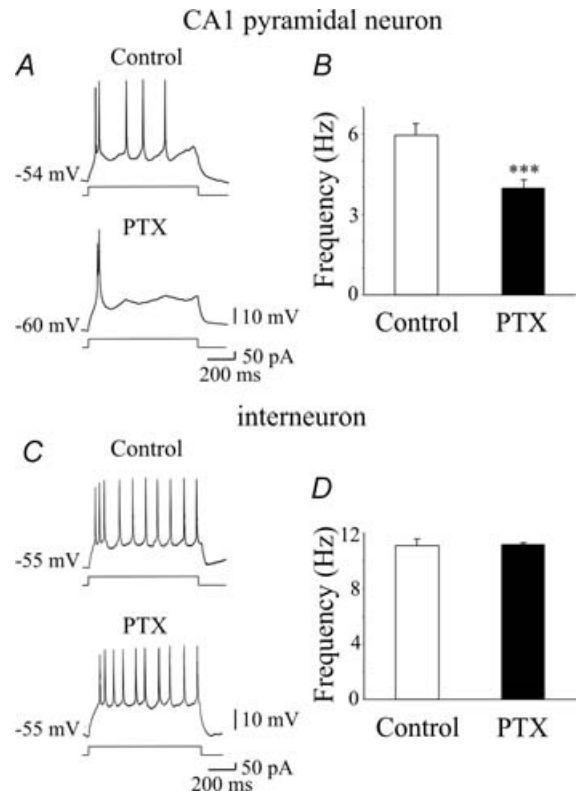 CA1 pyramidal neuron
A
Control
-54 mV
PTX
-60 mV
10 mV
50 pA
200 ms
B
Frequency (Hz)
6
3
0
***
Control
PTX
interneuron
C
Control
-55 mV
PTX
-55 mV
10 mV
50 pA
200 ms
D
Frequency (Hz)
12
8
4
0
Control
PTX